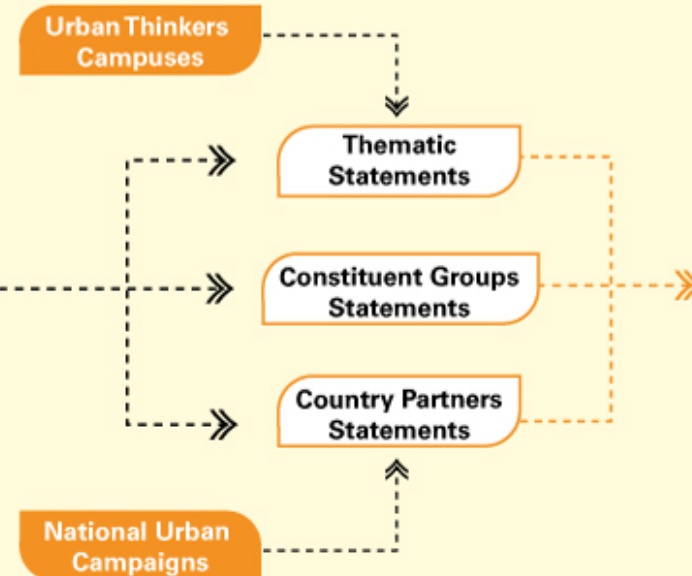 Urban Thinkers
Campuses
Thematic
Statements
Constituent Groups
Statements
Country Partners
Statements
National Urban
Campaigns